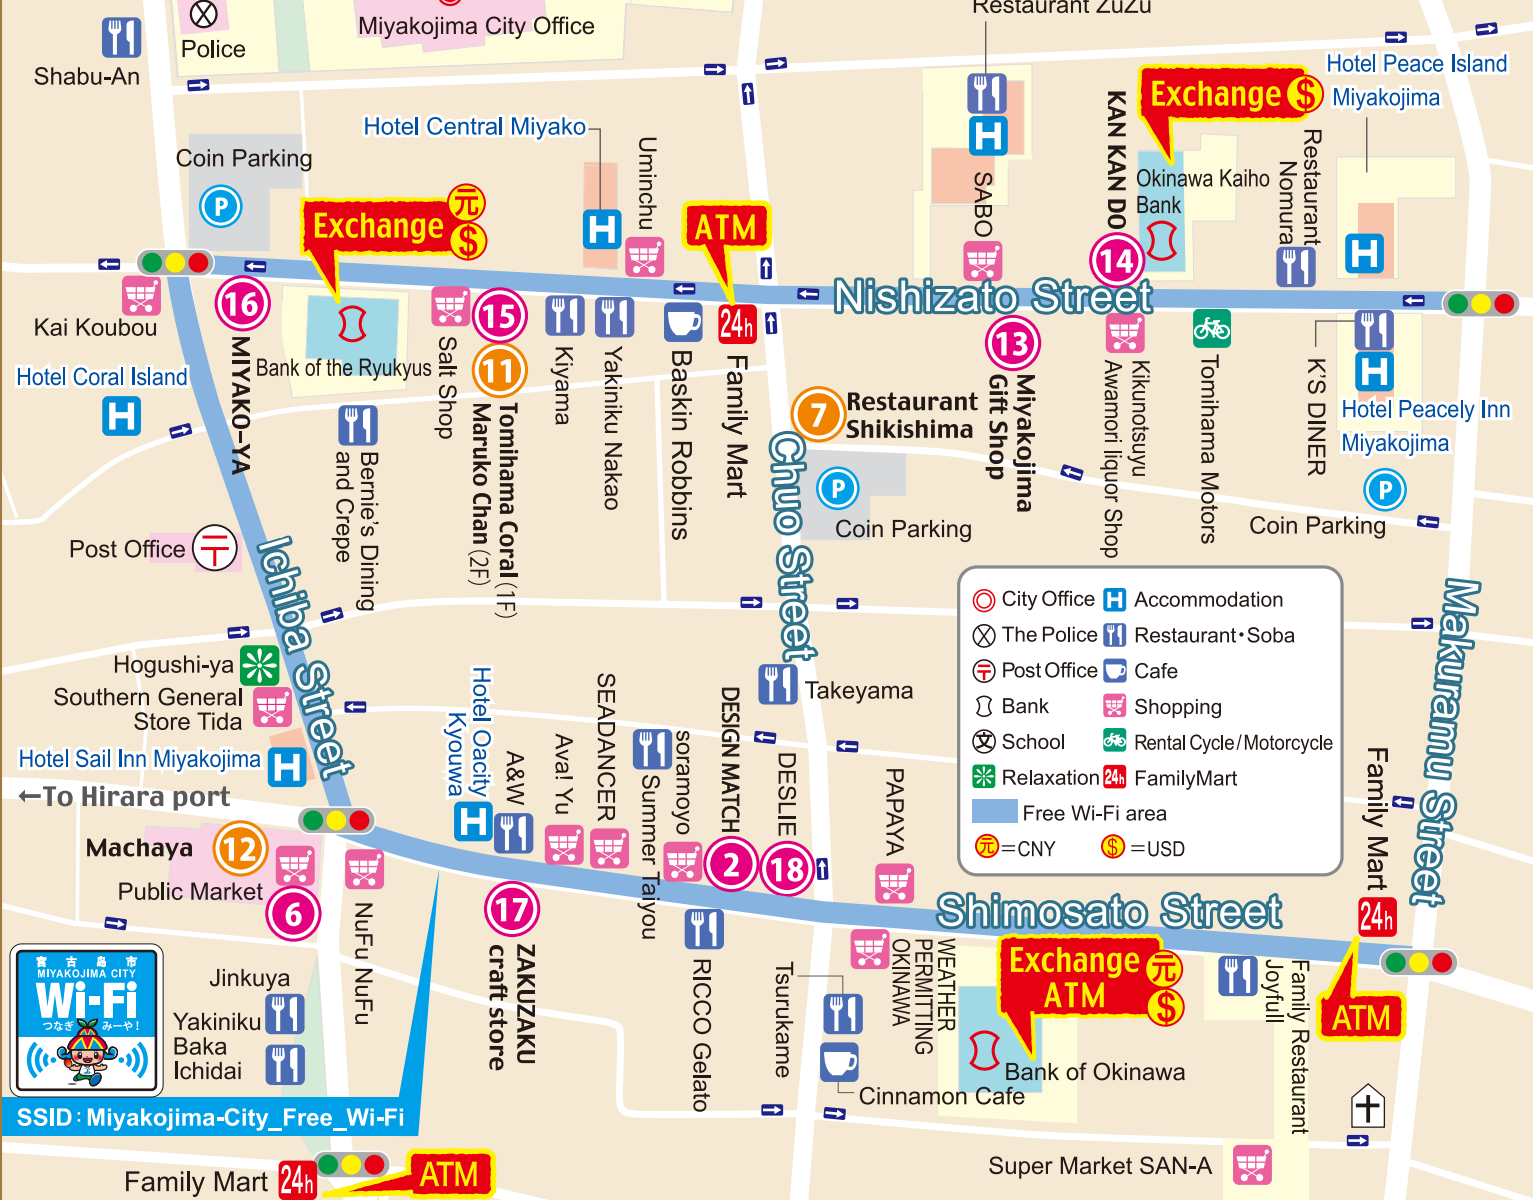 Restaurant ZuZu
Miyakojima City Office
Police
Shabu-An
Hotel Peace Island
Miyakojima
Exchange $
KAN KAN DO
Hotel Central Miyako
Uminchu
Coin Parking
P
Restaurant
Nomura
Okinawa Kaiho
Bank
SABO
Exchange 元 $
ATM
H
H
H
14
16
15
24h
13
11
Nishizato Street
Kai Koubou
MIYAKO-YA
Bank of the Ryukyus
Salt Shop
Kiyama
Yakiniku Nakao
Baskin Robbins
Family Mart
Hotel Coral Island
H
Tomihama Coral (1F)
Maruko Chan (2F)
7
Restaurant
Shikishima
Miyakojima
Gift Shop
Kikunotsuyu
Awamori liquor Shop
Tomihama Motors
K'S DINER
H
Hotel Peacely Inn
Miyakojima
Bernie's Dining
and Crepe
P
Coin Parking
P
Coin Parking
Post Office
Ichiba Street
Chuo Street
Makuramu Street
City Office
H Accommodation
The Police
Restaurant・Soba
Post Office
Cafe
Bank
Shopping
文 School
Rental Cycle/Motorcycle
Relaxation
24h FamilyMart
Free Wi-Fi area
元=CNY
$=USD
Hogushi-ya
Southern General
Store Tida
Hotel Sail Inn Miyakojima
H
←To Hirara port
Hotel Oacity
Kyouwa
H
A&W
Ava! Yu
SEADANCER
Summer Taiyou
soramoyo
DESIGN MATCH
2
DESLIE
18
Takeyama
PAPAYA
Family Mart
24h
ATM
Machaya
12
Public Market
6
NuFu NuFu
17
ZAKUZAKU
craft store
RICCO Gelato
Shimosato Street
WEATHER
PERMITTING
OKINAWA
Exchange 元
ATM $
Bank of Okinawa
Family Restaurant
Joyfull
Tsurukame
Cinnamon Cafe
Jinkuya
Yakiniku
Baka
Ichidai
宮古島市
MIYAKOJIMA CITY
Wi-Fi
つなぎ みーや!
SSID:Miyakojima-City_Free_Wi-Fi
Family Mart
24h
ATM
Super Market SAN-A